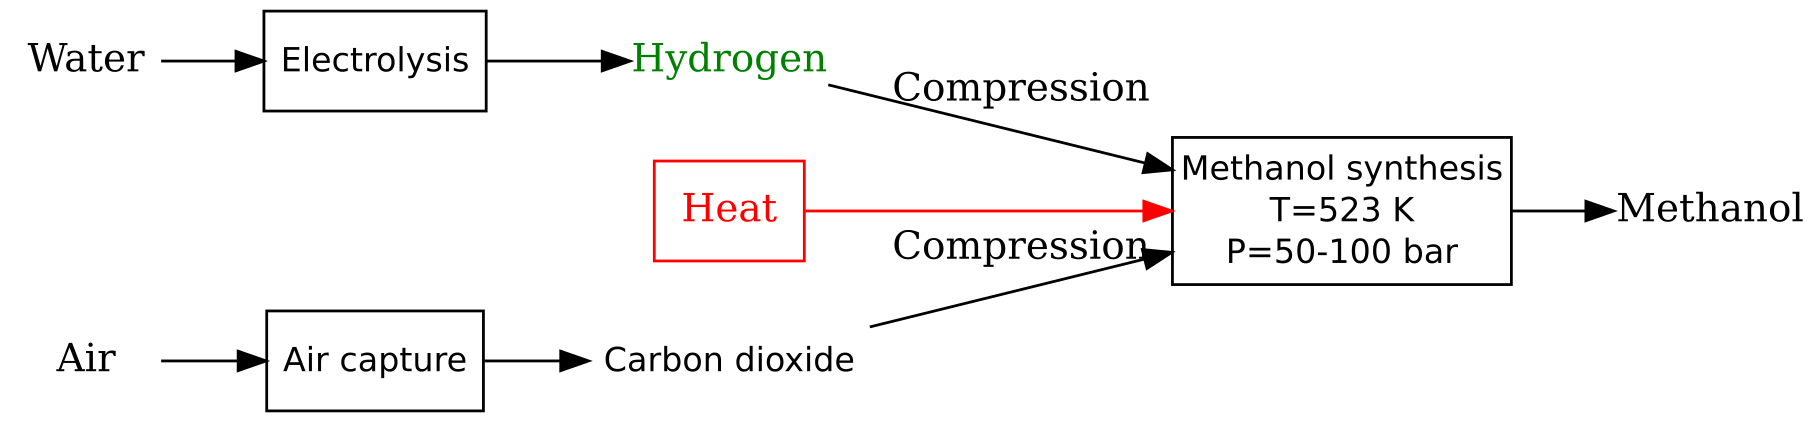 Water
Electrolysis
Hydrogen
Compression
Heat
Methanol synthesis
T=523 K
P=50-100 bar
Methanol
Compression
Air
Air capture
Carbon dioxide